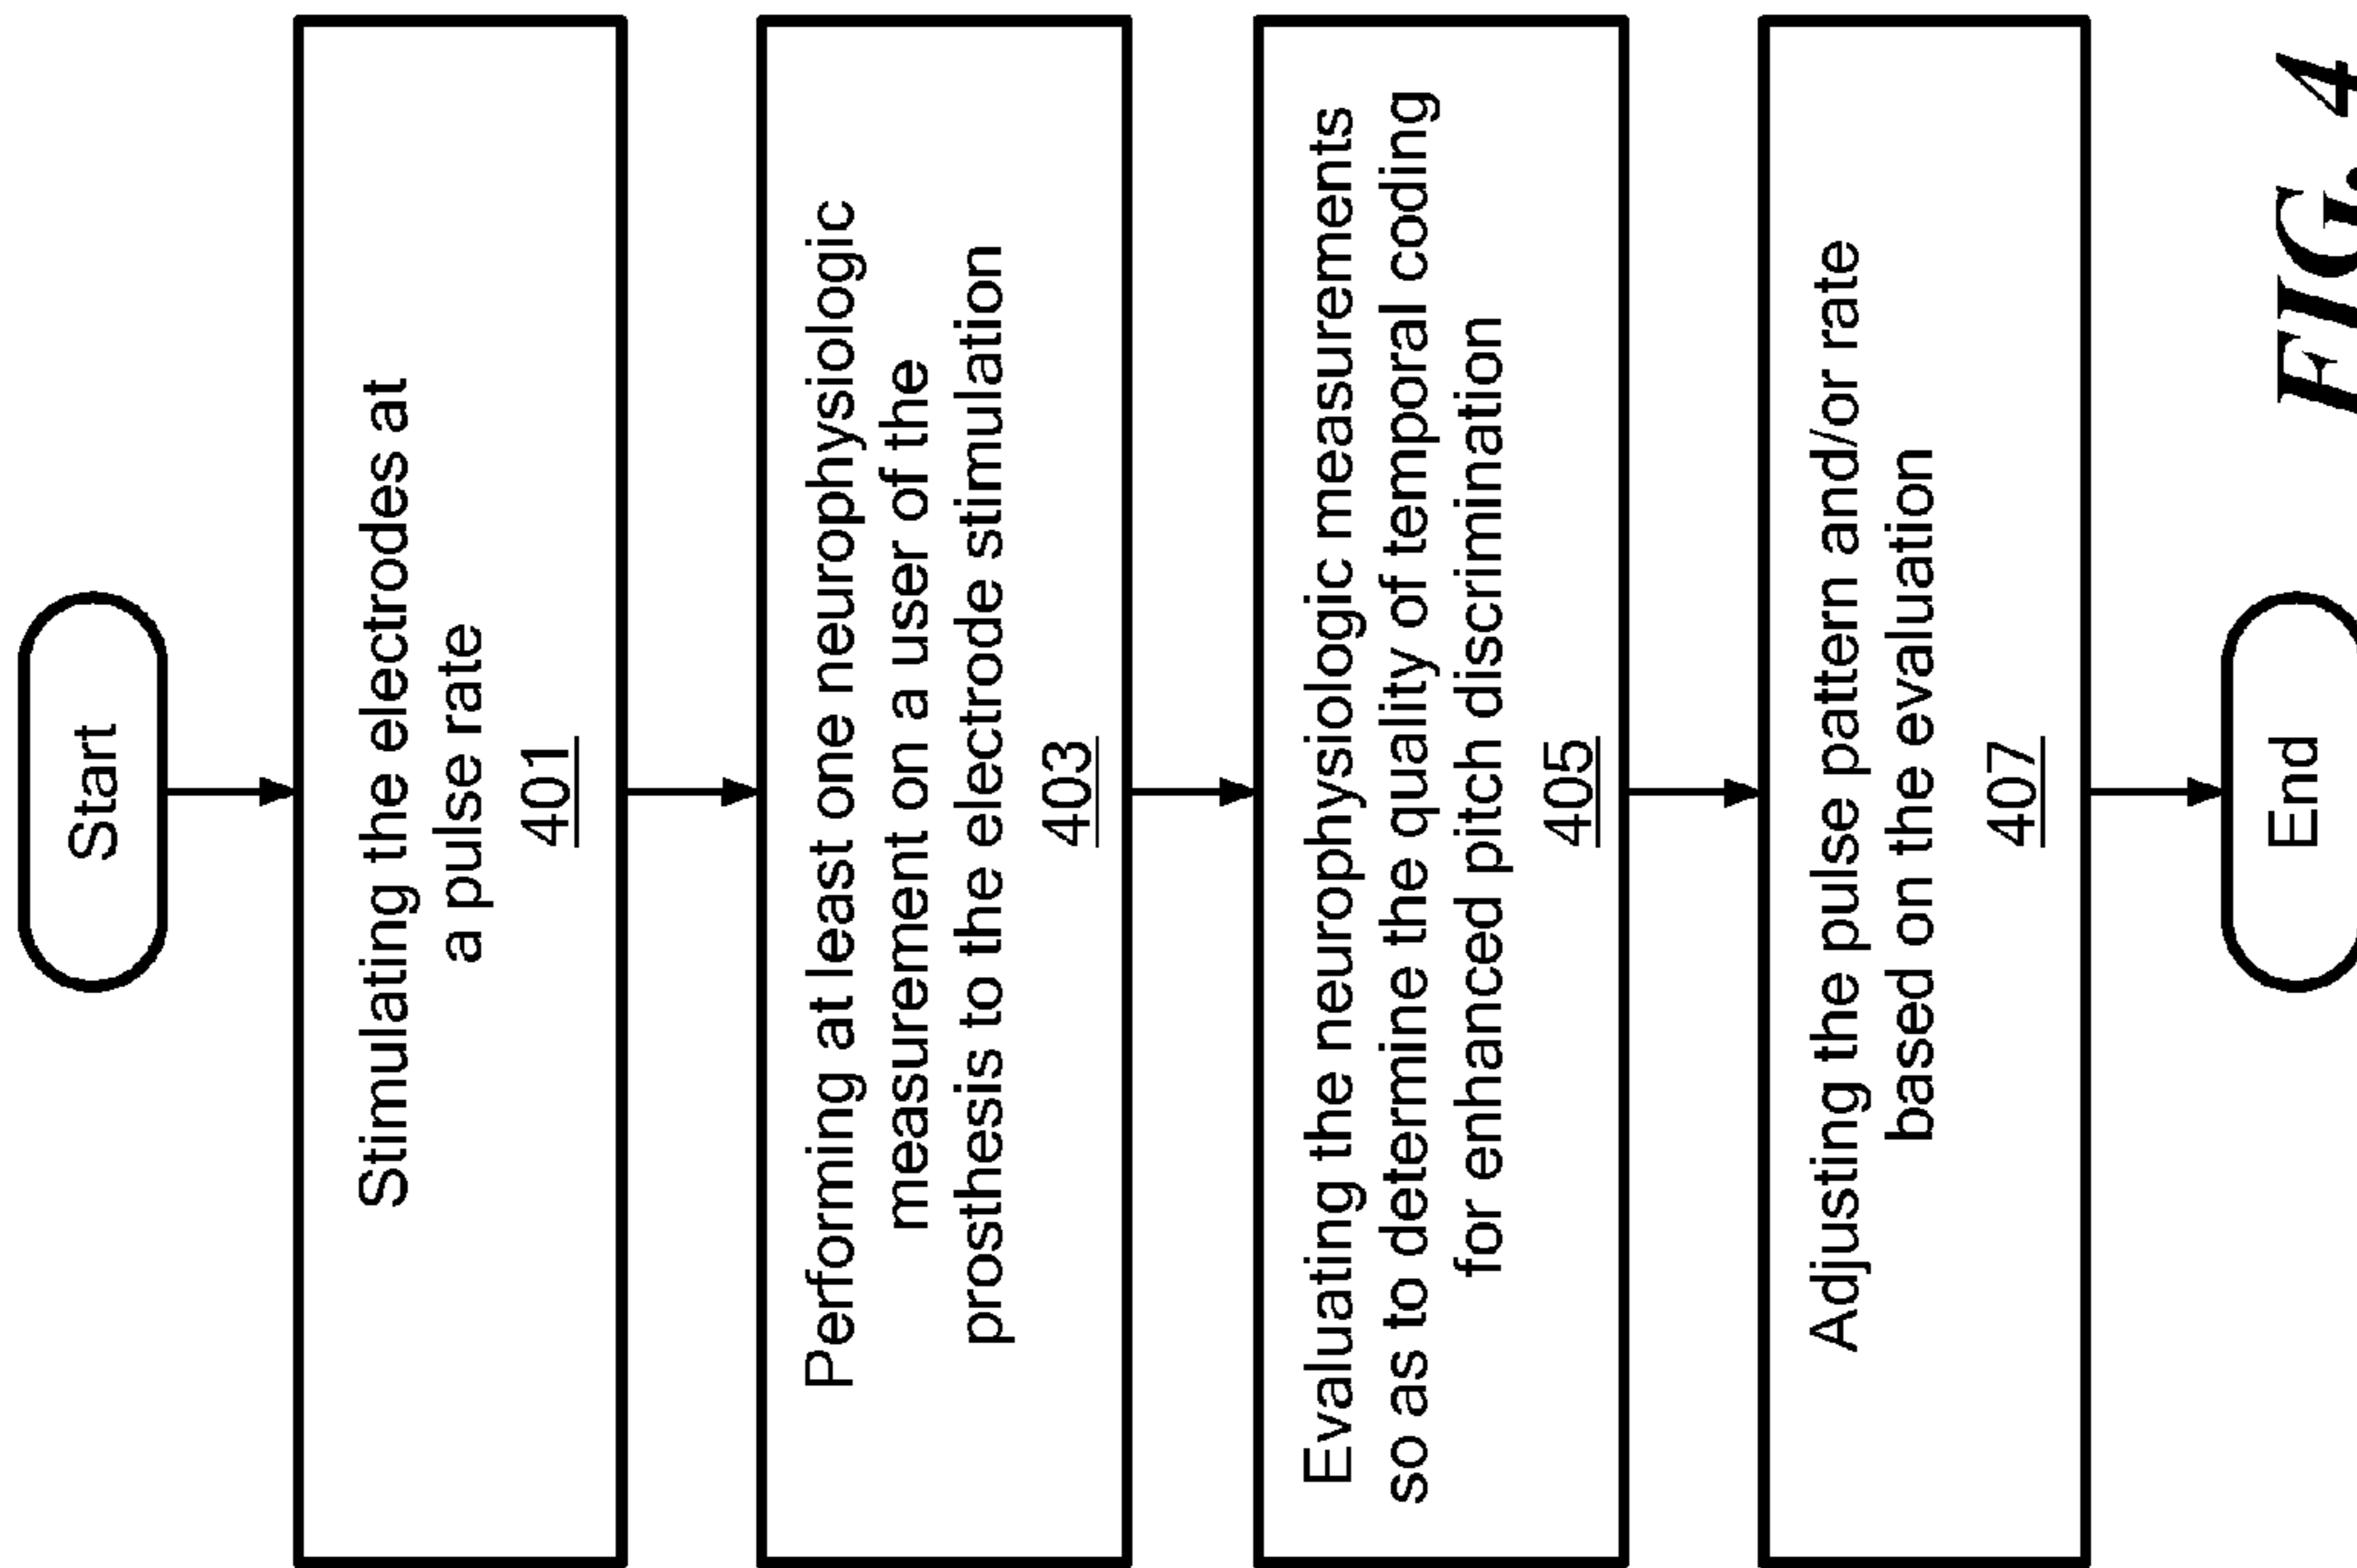 Start
Stimulating the electrodes at
a pulse rate
401
Performing at least one neurophysiologic
measurement on a user of the
prosthesis to the electrode stimulation
403
Evaluating the neurophysiologic measurements
so as to determine the quality of temporal coding
for enhanced pitch discrimination
405
Adjusting the pulse pattern and/or rate
based on the evaluation
407
End
FIG. 4